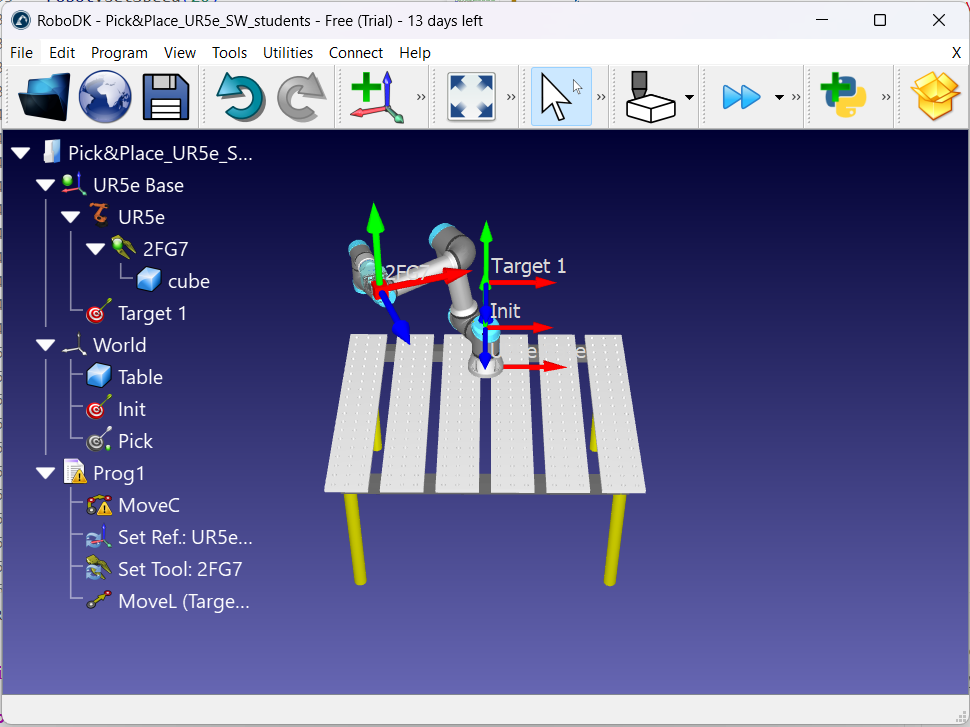 RoboDK - Pick&Place_UR5e_SW_students - Free (Trial) - 13 days left
File Edit Program View Tools Utilities Connect Help X
Pick&Place_UR5e_S...
UR5e Base
UR5e
2FG7
cube
Target 1
World
Table
Init
Pick
Prog1
MoveC
Set Ref.: UR5e...
Set Tool: 2FG7
MoveL (Targe...
2FG7
Target 1
Init